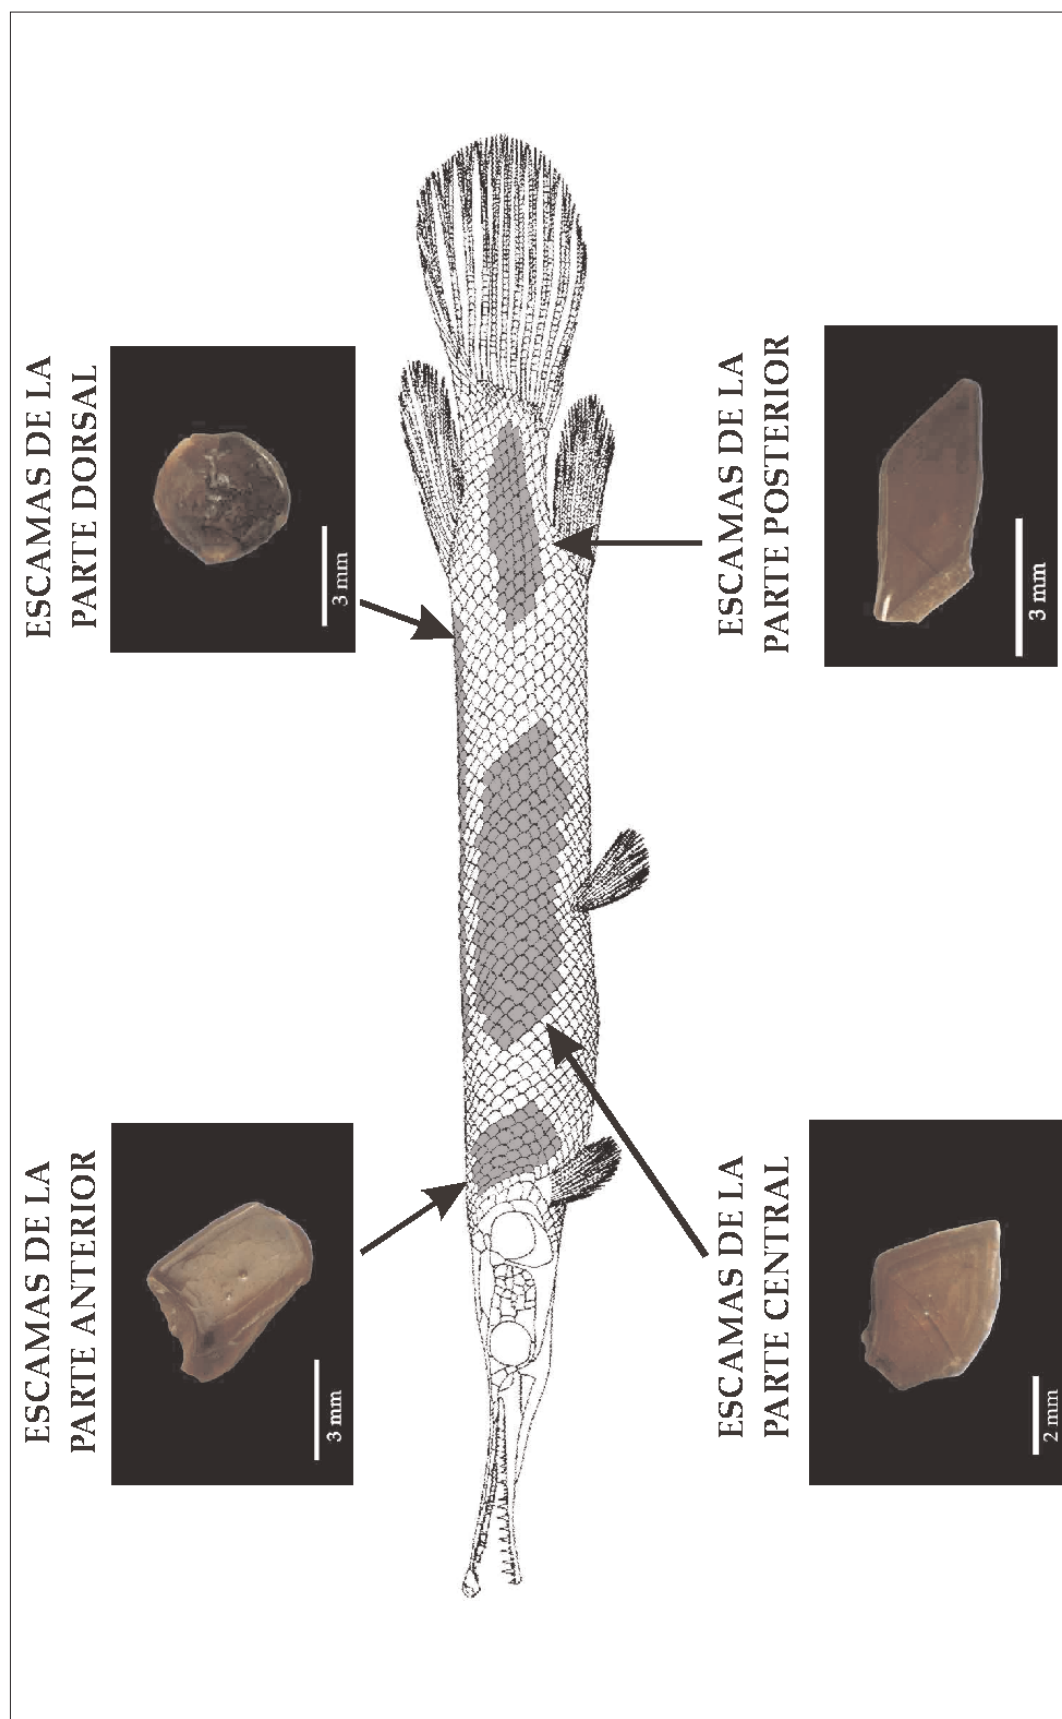 ESCAMAS DE LA
PARTE ANTERIOR
3 mm
ESCAMAS DE LA
PARTE DORSAL
3 mm
ESCAMAS DE LA
PARTE CENTRAL
2 mm
ESCAMAS DE LA
PARTE POSTERIOR
3 mm